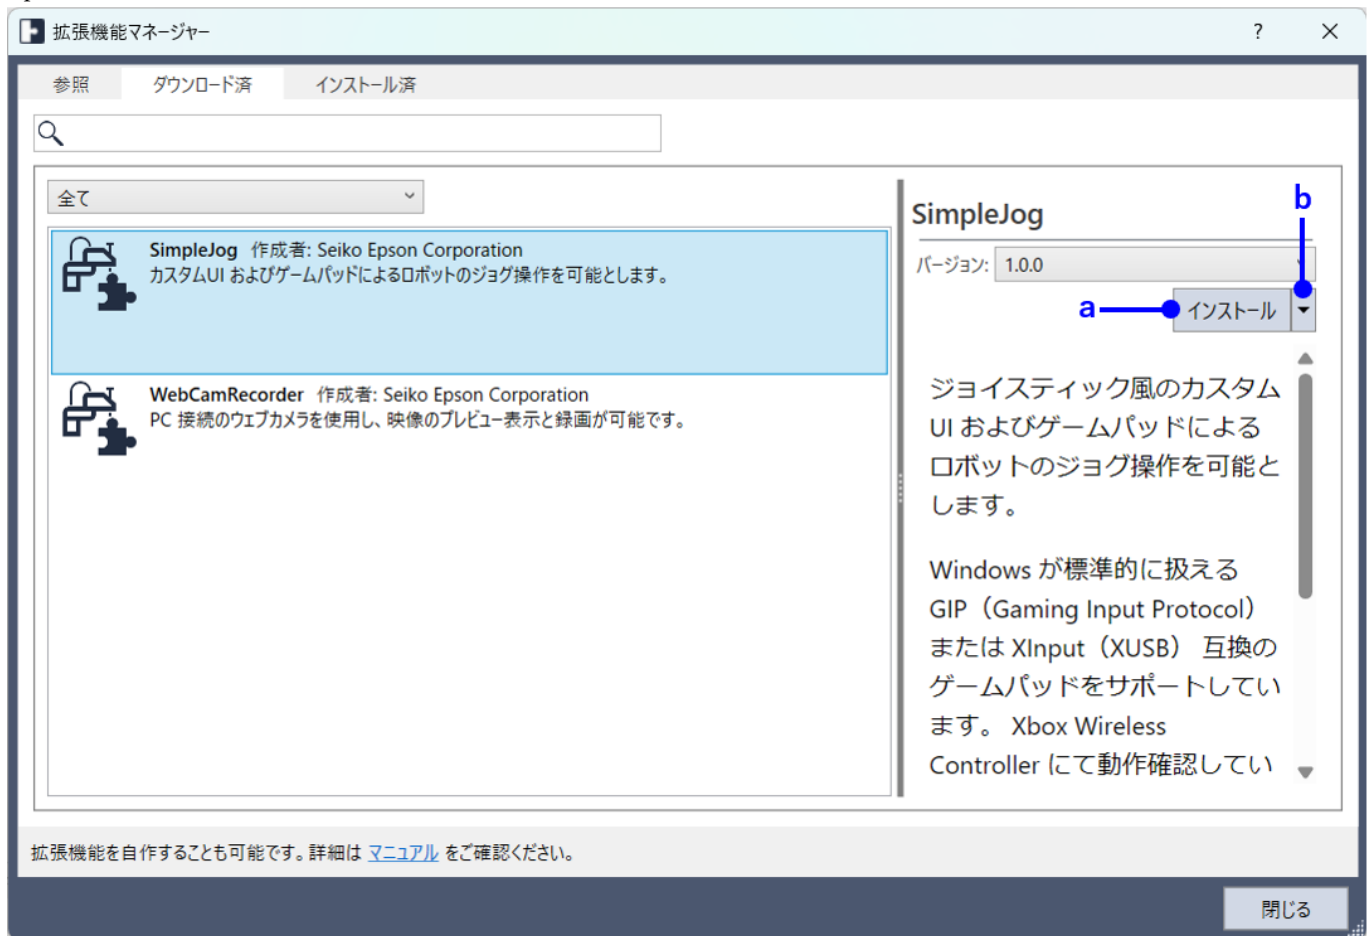 拡張機能マネージャー
?
参照 ダウンロード済 インストール済
全て
SimpleJog 作成者: Seiko Epson Corporation
カスタムUI およびゲームパッドによるロボットのジョグ操作を可能とします。
WebCamRecorder 作成者: Seiko Epson Corporation
PC 接続のウェブカメラを使用し、映像のプレビュー表示と録画が可能です。
b
SimpleJog
バージョン: 1.0.0
a
インストール
ジョイスティック風のカスタム
UI およびゲームパッドによる
ロボットのジョグ操作を可能と
します。
Windows が標準的に扱える
GIP（Gaming Input Protocol）
または XInput（XUSB） 互換の
ゲームパッドをサポートしてい
ます。 Xbox Wireless
Controller にて動作確認してい
拡張機能を自作することも可能です。詳細は マニュアル をご確認ください。
閉じる